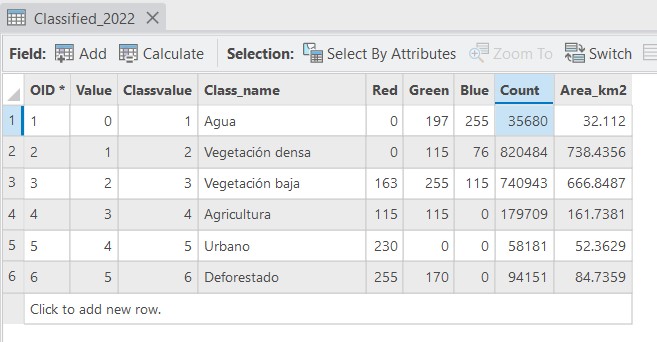 Classified_2022
Field: Add Calculate Selection: Select By Attributes Zoom To Switch
OID * Value Classvalue Class_name Red Green Blue Count Area_km2
1 1 0 1 Agua 0 197 255 35680 32.112
2 2 1 2 Vegetación densa 0 115 76 820484 738.4356
3 3 2 3 Vegetación baja 163 255 115 740943 666.8487
4 4 3 4 Agricultura 115 115 0 179709 161.7381
5 5 4 5 Urbano 230 0 0 58181 52.3629
6 6 5 6 Deforestado 255 170 0 94151 84.7359
Click to add new row.